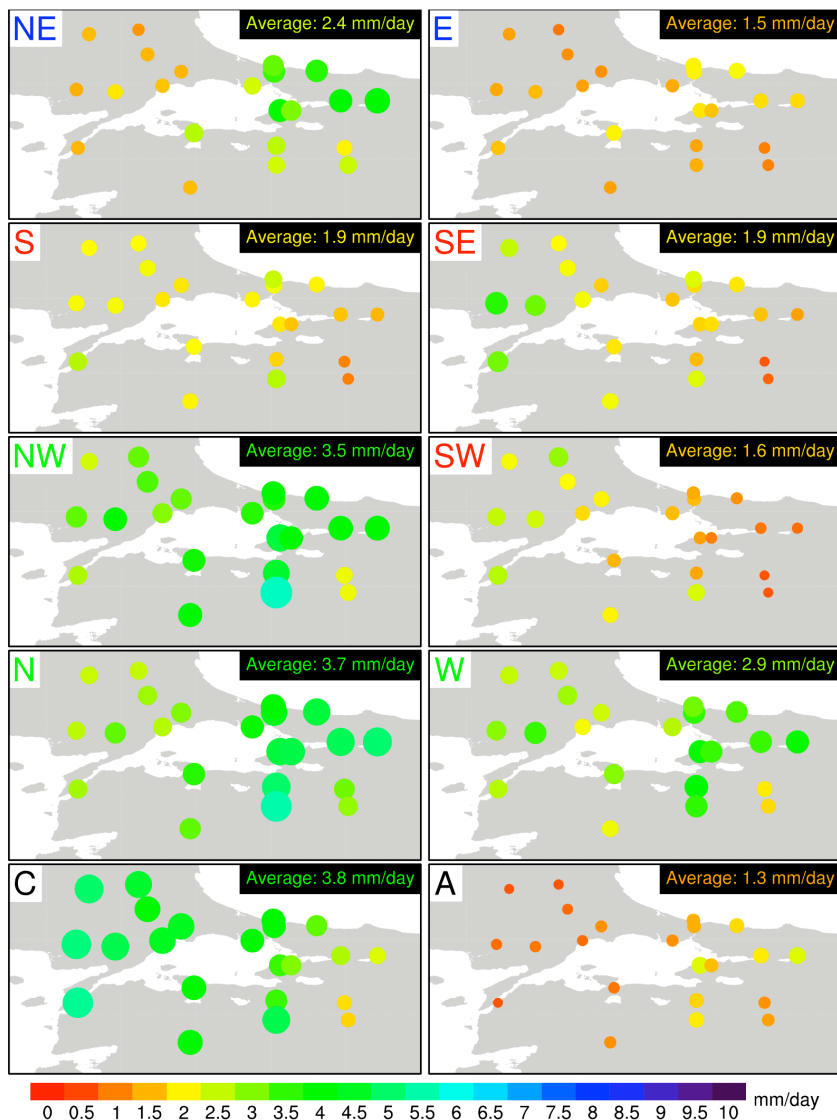 NE
Average: 2.4 mm/day
E
Average: 1.5 mm/day
S
Average: 1.9 mm/day
SE
Average: 1.9 mm/day
NW
Average: 3.5 mm/day
SW
Average: 1.6 mm/day
N
Average: 3.7 mm/day
W
Average: 2.9 mm/day
C
Average: 3.8 mm/day
A
Average: 1.3 mm/day
0 0.5 1 1.5 2 2.5 3 3.5 4 4.5 5.5 6 6.5 7 7.5 8 8.5 9 9.5 10 mm/day